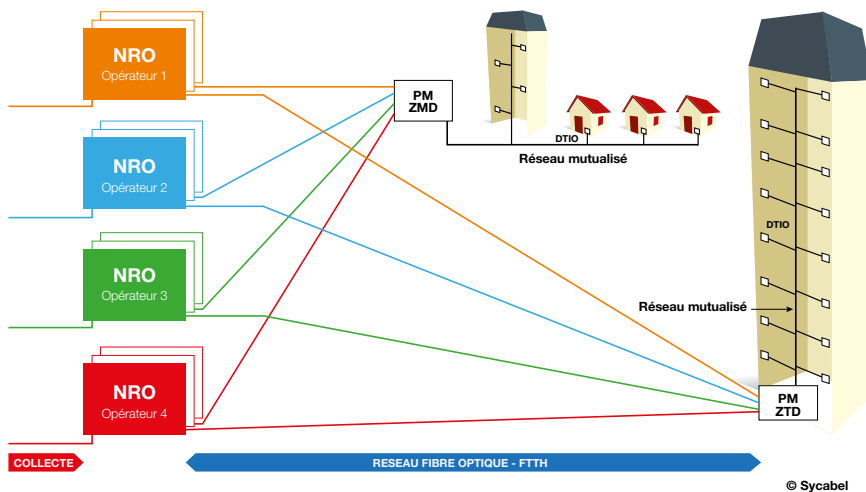 NRO
Opérateur 1
NRO
Opérateur 2
NRO
Opérateur 3
NRO
Opérateur 4
PM
ZMD
DTIO
Réseau mutualisé
DTIO
Réseau mutualisé
PM
ZTD
COLLECTE
RESEAU FIBRE OPTIQUE - FTTH
© Sycabel